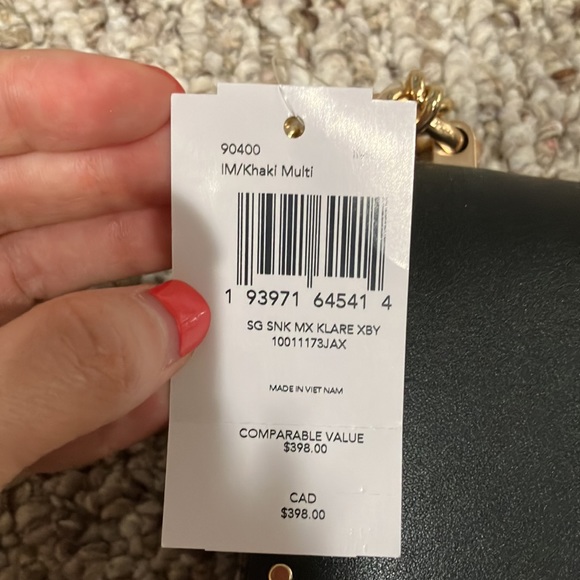 90400
IM/Khaki Multi
1 93971 64541 4
SG SNK MX KLARE XBY
10011173JAX
MADE IN VIET NAM
COMPARABLE VALUE
$398.00
CAD
$398.00